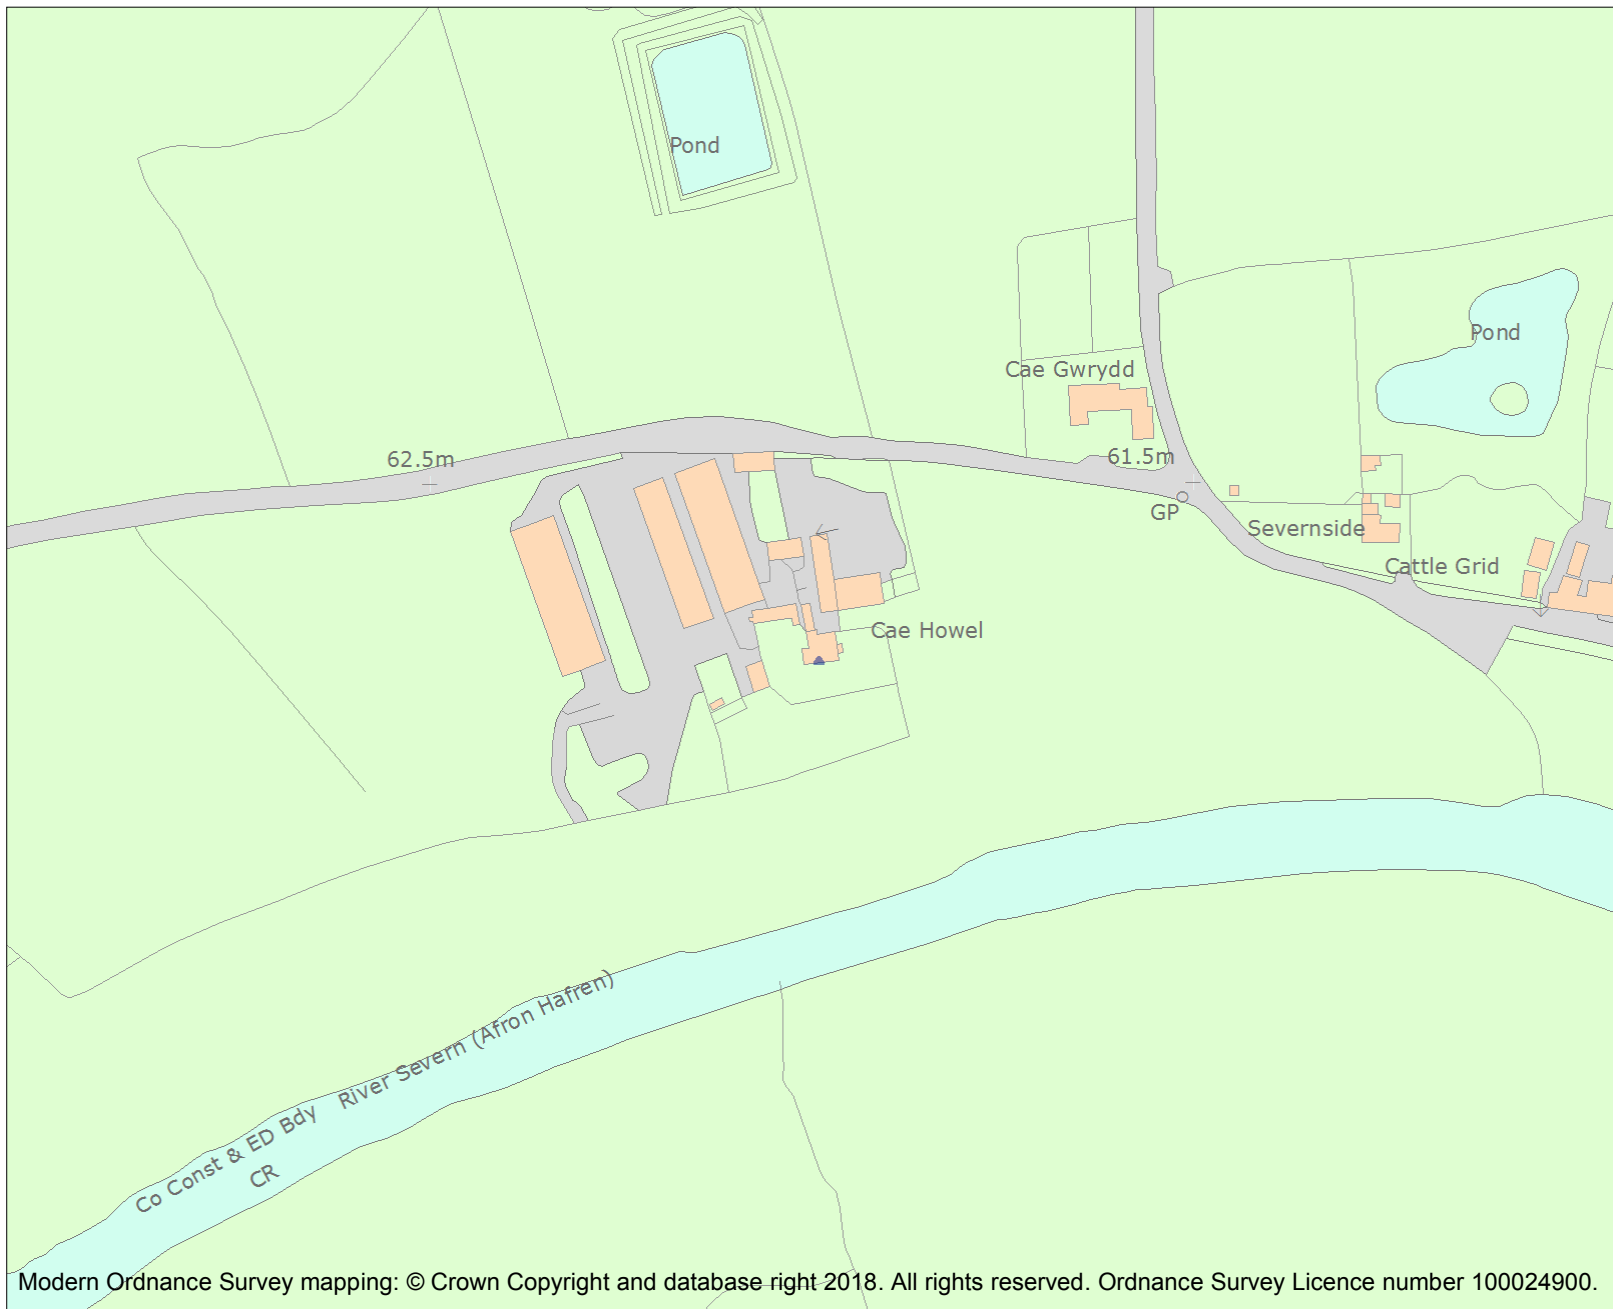 Pond
Pond
Cae Gwrydd
62.5m
61.5m
GP
Severnside
Cattle Grid
Cae Howel
River Severn (Afron Hafren)
Co Const & ED Bdy
CR
Modern Ordnance Survey mapping: © Crown Copyright and database right 2018. All rights reserved. Ordnance Survey Licence number 100024900.